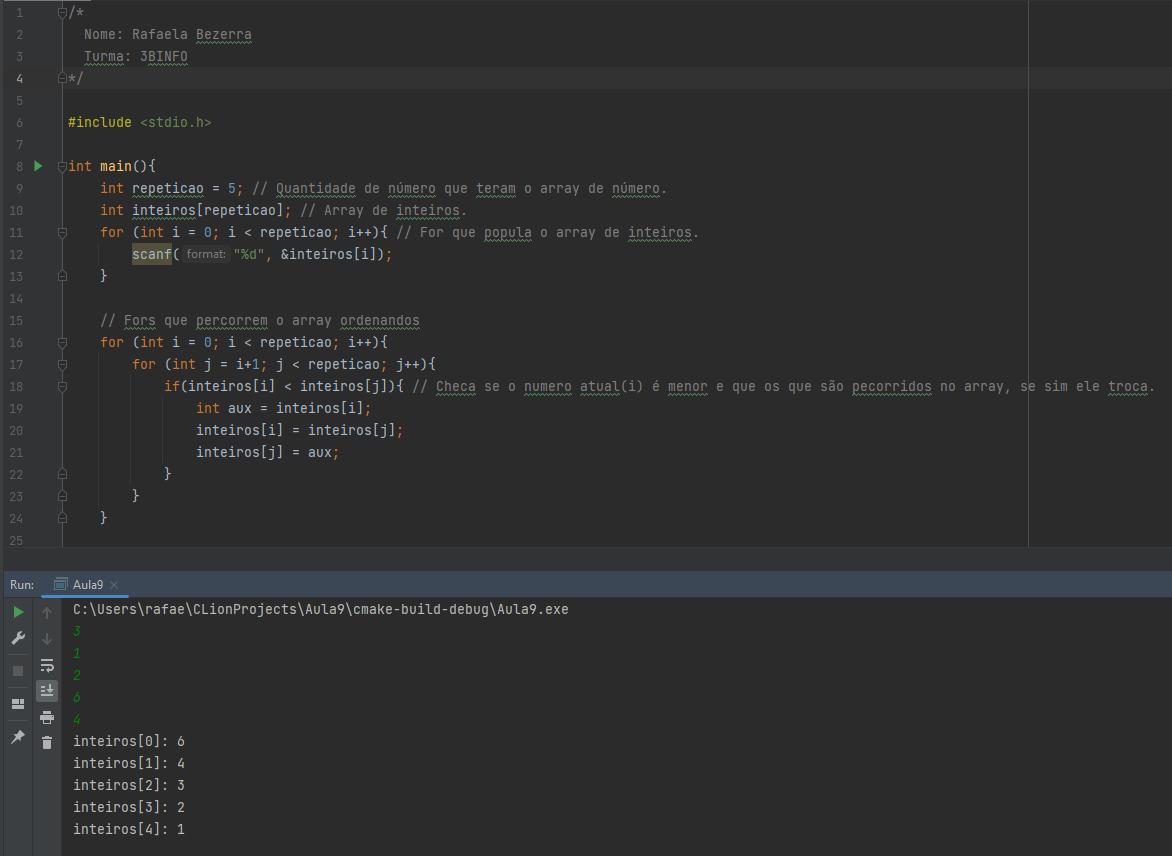 1 /*
2 Nome: Rafaela Bezerra
3 Turma: 3BINFO
4 */
5
6 #include <stdio.h>
7
8 int main(){
9 int repeticao = 5; // Quantidade de número que teram o array de número.
10 int inteiros[repeticao]; // Array de inteiros.
11 for (int i = 0; i < repeticao; i++){ // For que popula o array de inteiros.
12 scanf( format: "%d", &inteiros[i]);
13 }
14
15 // Fors que percorrem o array ordenandos
16 for (int i = 0; i < repeticao; i++){
17 for (int j = i+1; j < repeticao; j++){
18 if(inteiros[i] < inteiros[j]){ // Checa se o numero atual(i) é menor e que os que são pecorridos no array, se sim ele troca.
19 int aux = inteiros[i];
20 inteiros[i] = inteiros[j];
21 inteiros[j] = aux;
22 }
23 }
24 }
25
Run: Aula9
C:\Users\rafae\CLionProjects\Aula9\cmake-build-debug\Aula9.exe
3
1
2
6
4
inteiros[0]: 6
inteiros[1]: 4
inteiros[2]: 3
inteiros[3]: 2
inteiros[4]: 1